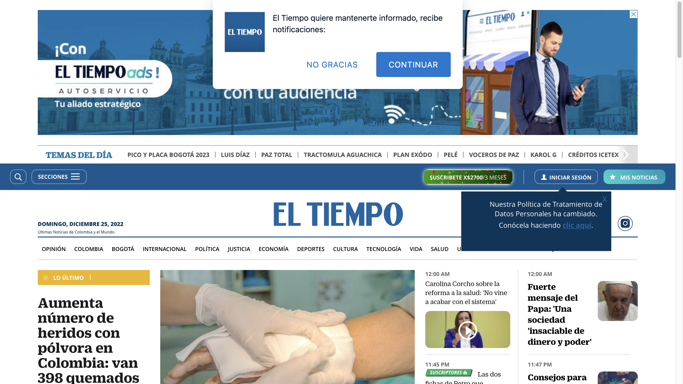 ¡Con
EL TIEMPO ads !
AUTOSERVICIO
Tu aliado estratégico
con tu audiencia
EL TIEMPO
EL TIEMPO
El Tiempo quiere mantenerte informado, recibe
notificaciones:
NO GRACIAS
CONTINUAR
TEMAS DEL DÍA
PICO Y PLACA BOGOTÁ 2023 | LUIS DÍAZ | PAZ TOTAL | TRACTOMULA AGUACHICA | PLAN EXÓDO | PELÉ | VOCEROS DE PAZ | KAROL G | CRÉDITOS ICETEX
SECCIONES
SUSCRÍBETE X $2700/3 MESES
INICIAR SESIÓN
MIS NOTICIAS
X
Nuestra Política de Tratamiento de
Datos Personales ha cambiado.
Conócela haciendo clic aquí.
EL TIEMPO
DOMINGO, DICIEMBRE 25, 2022
Últimas Noticias de Colombia y el Mundo.
OPINIÓN COLOMBIA BOGOTÁ INTERNACIONAL POLÍTICA JUSTICIA ECONOMÍA DEPORTES CULTURA TECNOLOGÍA VIDA SALUD
LO ÚLTIMO
Aumenta
número de
heridos con
pólvora en
Colombia: van
398 quemados
12:00 AM
Carolina Corcho sobre la
reforma a la salud: 'No vine
a acabar con el sistema'
11:45 PM
SUSCRIPTORES
Las dos
fichas de Petro que
12:00 AM
Fuerte
mensaje del
Papa: 'Una
sociedad
'insaciable de
dinero y poder'
11:47 PM
Consejos para